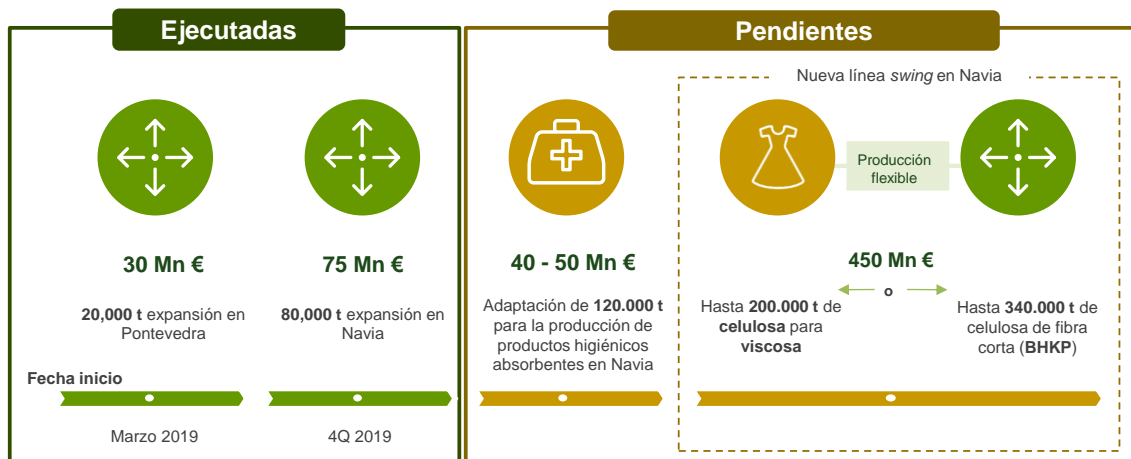 Ejecutadas
Pendientes
Nueva línea swing en Navia
Producción
flexible
30 Mn €
75 Mn €
40 - 50 Mn €
450 Mn €
o
20,000 t expansión en
Pontevedra
80,000 t expansión en
Navia
Adaptación de 120.000 t
para la producción de
productos higiénicos
absorbentes en Navia
Hasta 200.000 t de
celulosa para
viscosa
Hasta 340.000 t de
celulosa de fibra
corta (BHKP)
Fecha inicio
Marzo 2019
4Q 2019